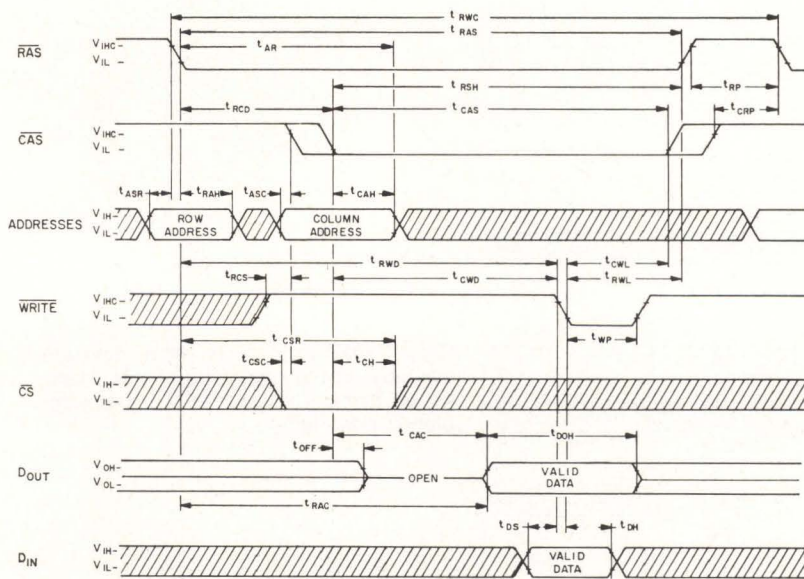 t RWC
t RAS
t AR
RAS
V IHC
V IL
t RSH
t RP
t RCD
t CAS
t CRP
CAS
V IHC
V IL
t ASR
t RAH
t ASC
t CAH
ADDRESSES
V IH
V IL
ROW ADDRESS
COLUMN ADDRESS
t RWD
t CWL
t RCS
t CWD
t RWL
WRITE
V IHC
V IL
t CSR
t WP
t CSC
t CH
CS
V IH
V IL
t CAC
t DOH
t OFF
D OUT
V OH
V OL
OPEN
VALID DATA
t RAC
t DS
t DH
D IN
V IH
V IL
VALID DATA